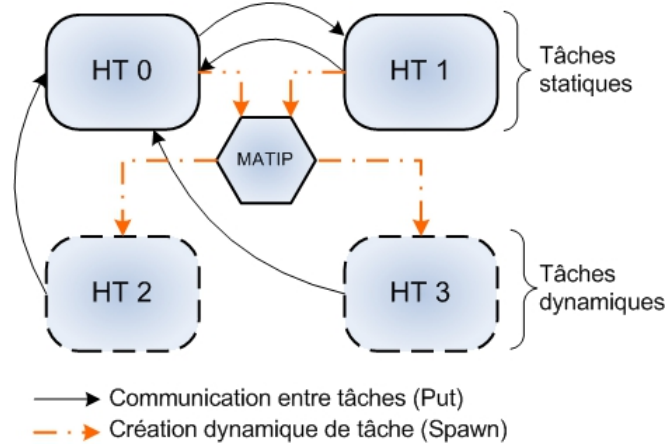 HT 0
HT 1
Tâches
statiques
MATIP
HT 2
HT 3
Tâches
dynamiques
Communication entre tâches (Put)
Création dynamique de tâche (Spawn)